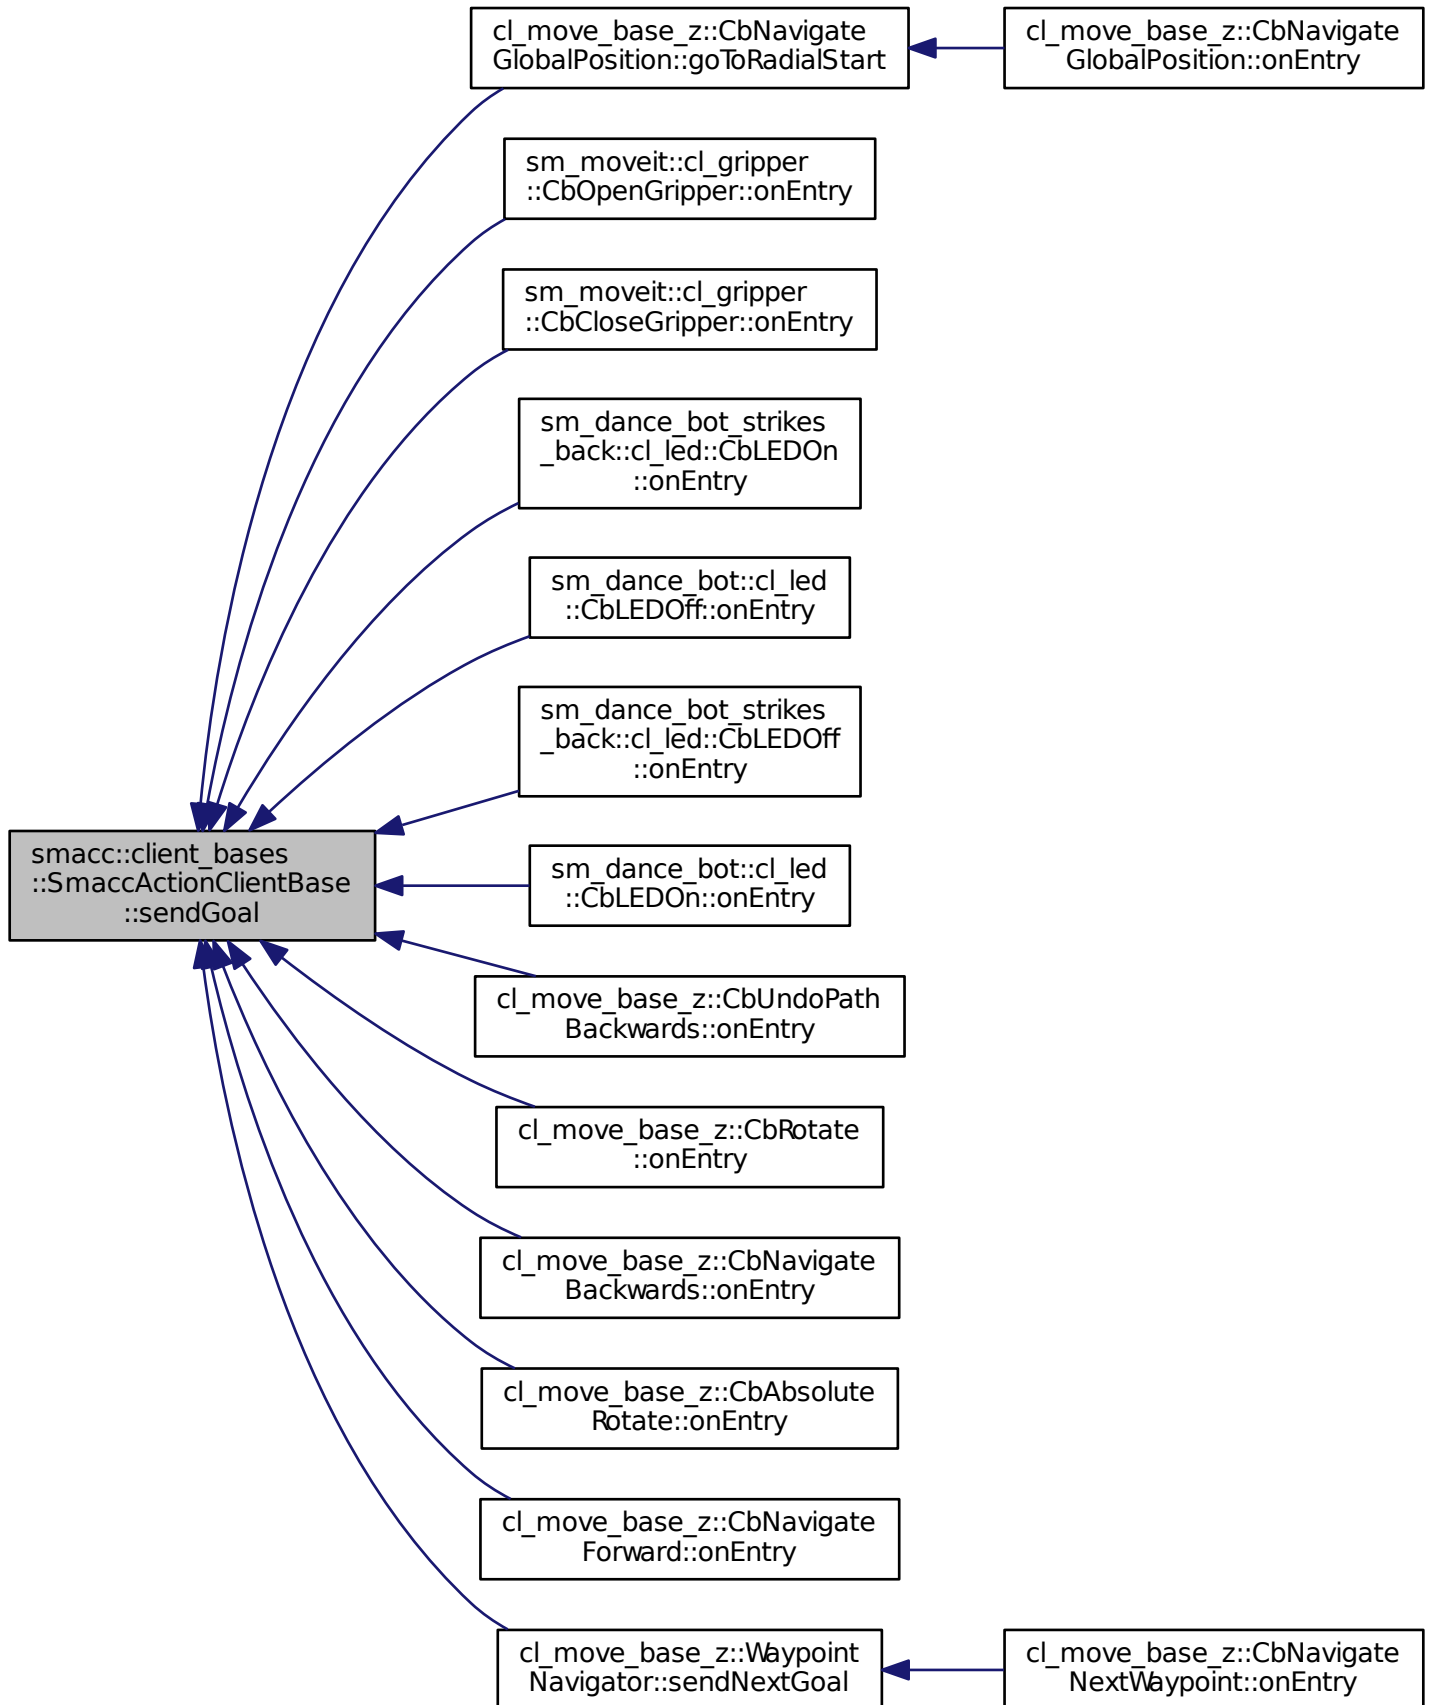 cl_move_base_z::CbNavigate
GlobalPosition::goToRadialStart
cl_move_base_z::CbNavigate
GlobalPosition::onEntry
sm_moveit::cl_gripper
::CbOpenGripper::onEntry
sm_moveit::cl_gripper
::CbCloseGripper::onEntry
sm_dance_bot_strikes
_back::cl_led::CbLEDOn
::onEntry
sm_dance_bot::cl_led
::CbLEDOff::onEntry
sm_dance_bot_strikes
_back::cl_led::CbLEDOff
::onEntry
smacc::client_bases
::SmaccActionClientBase
::sendGoal
sm_dance_bot::cl_led
::CbLEDOn::onEntry
cl_move_base_z::CbUndoPath
Backwards::onEntry
cl_move_base_z::CbRotate
::onEntry
cl_move_base_z::CbNavigate
Backwards::onEntry
cl_move_base_z::CbAbsolute
Rotate::onEntry
cl_move_base_z::CbNavigate
Forward::onEntry
cl_move_base_z::Waypoint
Navigator::sendNextGoal
cl_move_base_z::CbNavigate
NextWaypoint::onEntry